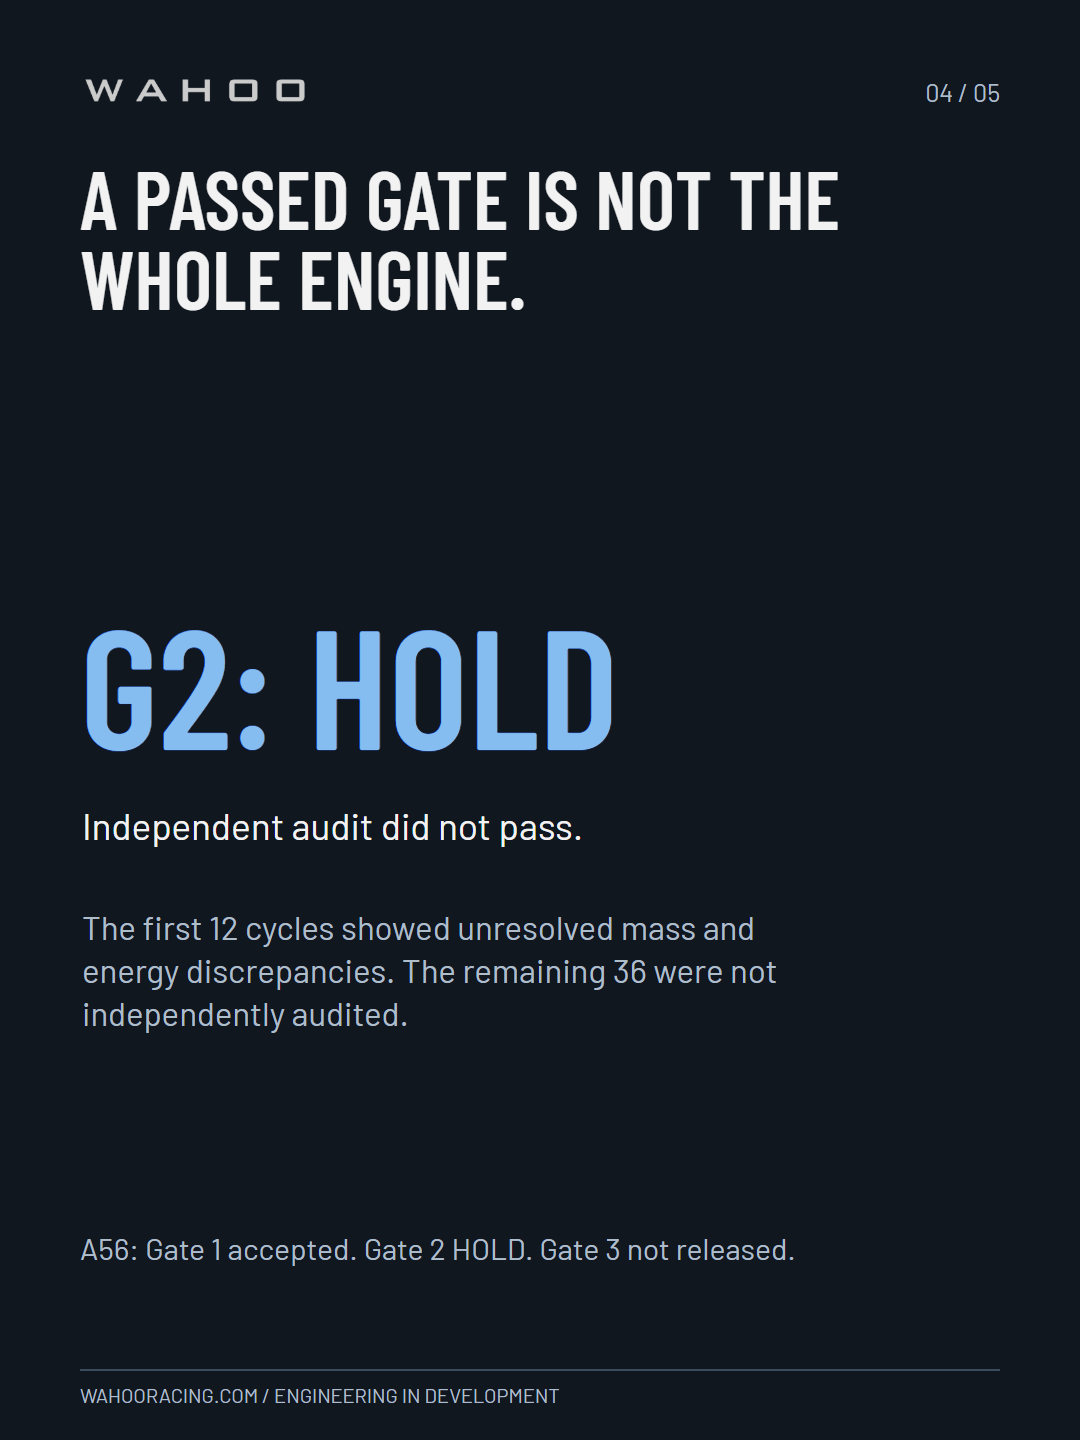 WAHOO
04 / 05
A PASSED GATE IS NOT THE
WHOLE ENGINE.
G2: HOLD
Independent audit did not pass.
The first 12 cycles showed unresolved mass and
energy discrepancies. The remaining 36 were not
independently audited.
A56: Gate 1 accepted. Gate 2 HOLD. Gate 3 not released.
WAHOORACING.COM / ENGINEERING IN DEVELOPMENT